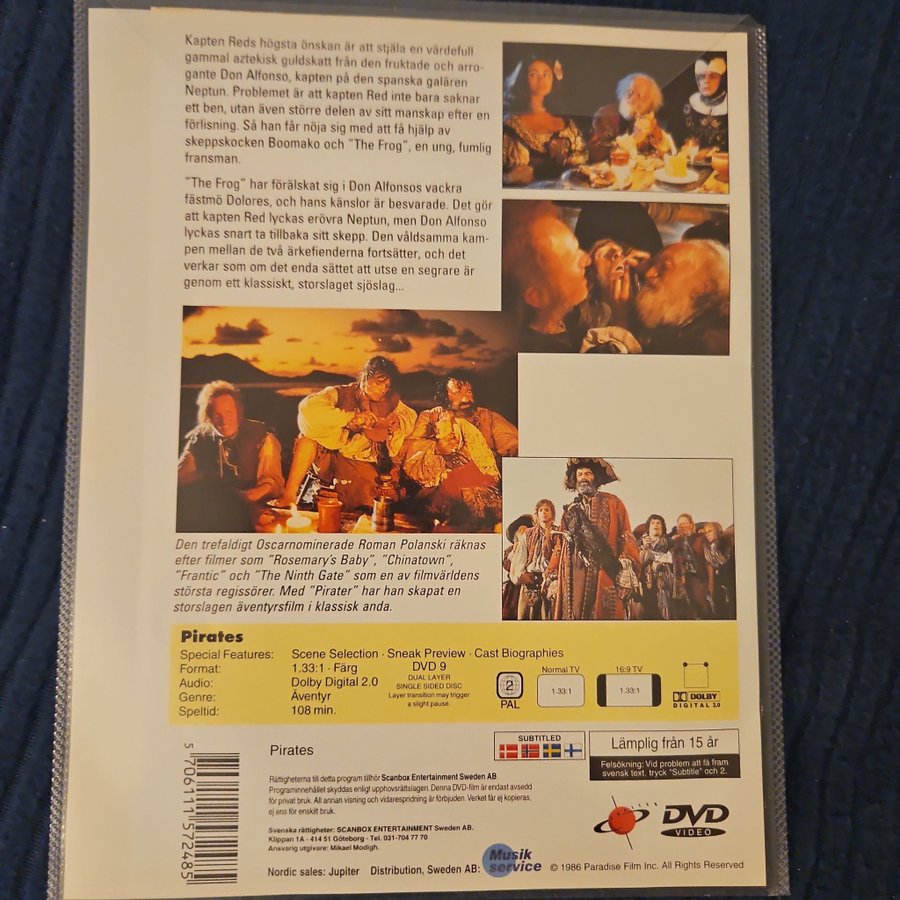 Kapten Reds högsta önskan är att stjäla en värdefull
gammal aztekisk guldskatt från den fruktade och arro-
gante Don Alfonso, kapten på den spanska galären
Neptun. Problemet är att kapten Red inte bara saknar
ett ben, utan även större delen av sitt manskap efter en
förlisning. Så han får nöja sig med att få hjälp av
skeppskocken Boomako och "The Frog", en ung, fumlig
fransman.
"The Frog" har förälskat sig i Don Alfonsos vackra
fästmö Dolores, och hans känslor är besvarade. Det gör
att kapten Red lyckas erövra Neptun, men Don Alfonso
lyckas snart ta tillbaka sitt skepp. Den våldsamma kam-
pen mellan de två ärkefienderna fortsätter, och det
verkar som om det enda sättet att utse en segrare är
genom ett klassiskt, storslaget sjöslag...
Den trefaldigt Oscarnominerade Roman Polanski räknas
efter filmer som "Rosemary's Baby", "Chinatown",
"Frantic" och "The Ninth Gate" som en av filmvärldens
största regissörer. Med "Pirater" har han skapat en
storslagen äventyrsfilm i klassisk anda.
Pirates
Special Features: Scene Selection · Sneak Preview · Cast Biographies
Format: 1.33:1 · Färg
Audio: Dolby Digital 2.0
Genre: Äventyr
Speltid: 108 min.
DVD 9
DUAL LAYER
SINGLE SIDED DISC
Layer transition may trigger
a slight pause.
2
PAL
Normal TV
1.33:1
16:9 TV
1.33:1
DOLBY
DIGITAL 2.0
5 706111 572485
Pirates
SUBTITLED
Lämplig från 15 år
Felsökning: Vid problem att få fram
svensk text, tryck "Subtitle" och 2.
Rättigheterna till detta program tillhör Scanbox Entertainment Sweden AB.
Programinnehållet skyddas enligt upphovsrättslagen. Denna DVD-film är endast avsedd
för privat bruk. All annan visning och vidarespridning är förbjuden. Verket får ej kopieras,
ej ens för enskilt bruk.
Svenska rättigheter: SCANBOX ENTERTAINMENT Sweden AB.
Klippan 1A · 414 51 Göteborg · Tel. 031-704 77 70
Ansvarig utgivare: Mikael Modigh.
DVD
VIDEO
Nordic sales: Jupiter Distribution, Sweden AB: Musik service © 1986 Paradise Film Inc. All Rights Reserved